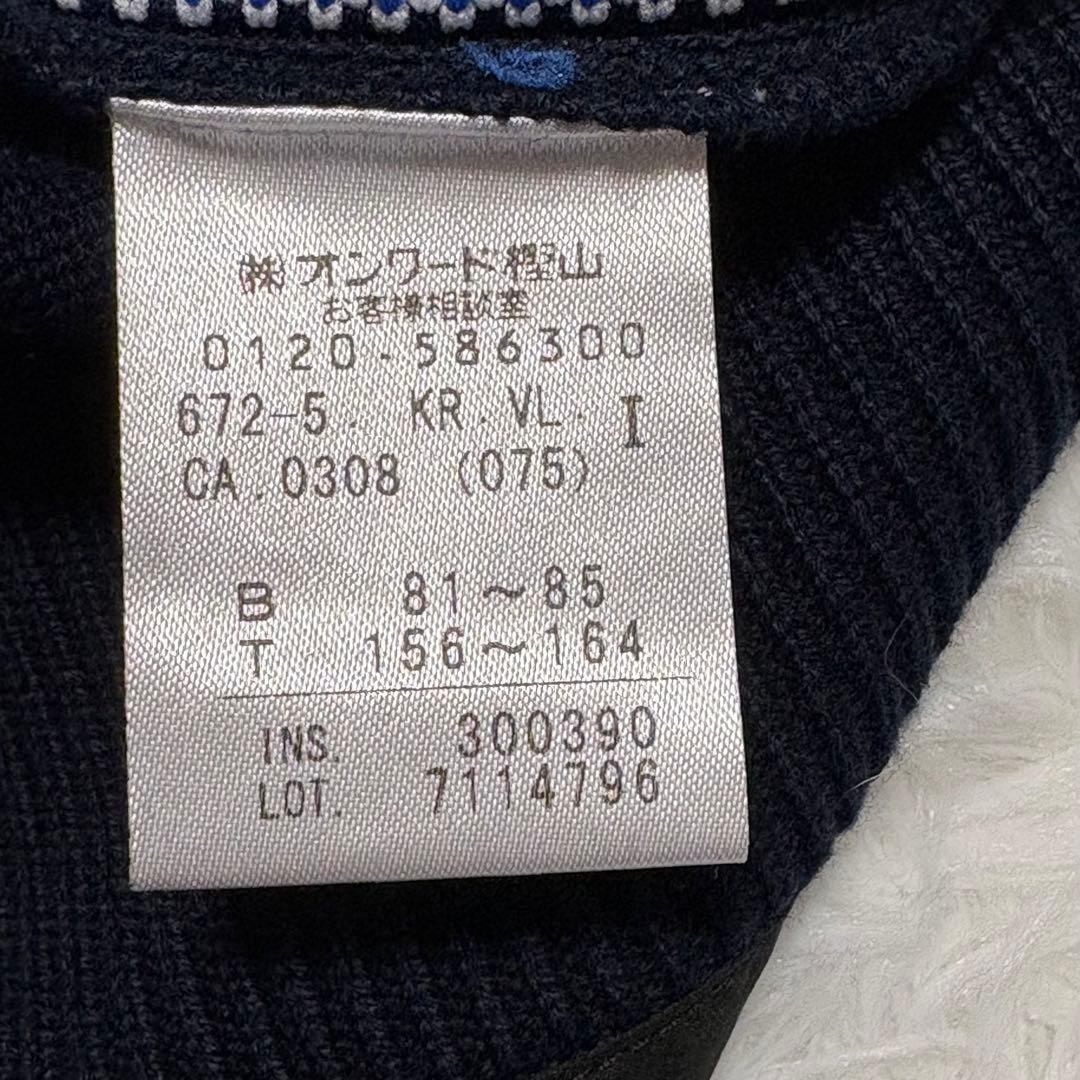 ㈱オンワード樫山
お客様相談室
0120-586300
672-5. KR.VL. I
CA.0308 (075)
B 81～85
T 156～164
INS. 300390
LOT. 7114796